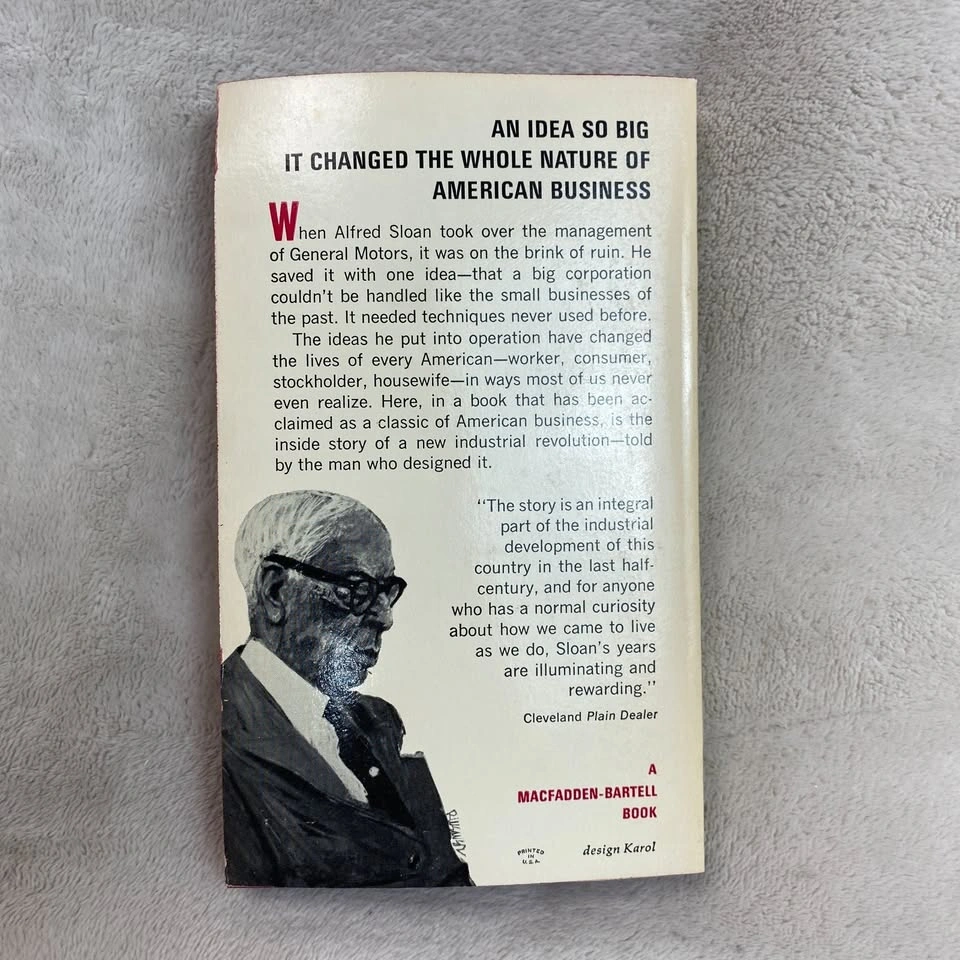 AN IDEA SO BIG
IT CHANGED THE WHOLE NATURE OF
AMERICAN BUSINESS
When Alfred Sloan took over the management
of General Motors, it was on the brink of ruin. He
saved it with one idea—that a big corporation
couldn't be handled like the small businesses of
the past. It needed techniques never used before.
The ideas he put into operation have changed
the lives of every American—worker, consumer,
stockholder, housewife—in ways most of us never
even realize. Here, in a book that has been ac-
claimed as a classic of American business, is the
inside story of a new industrial revolution—told
by the man who designed it.
"The story is an integral
part of the industrial
development of this
country in the last half-
century, and for anyone
who has a normal curiosity
about how we came to live
as we do, Sloan's years
are illuminating and
rewarding."
Cleveland Plain Dealer
A
MACFADDEN-BARTELL
BOOK
PRINTED
IN
U.S.A.
design Karol